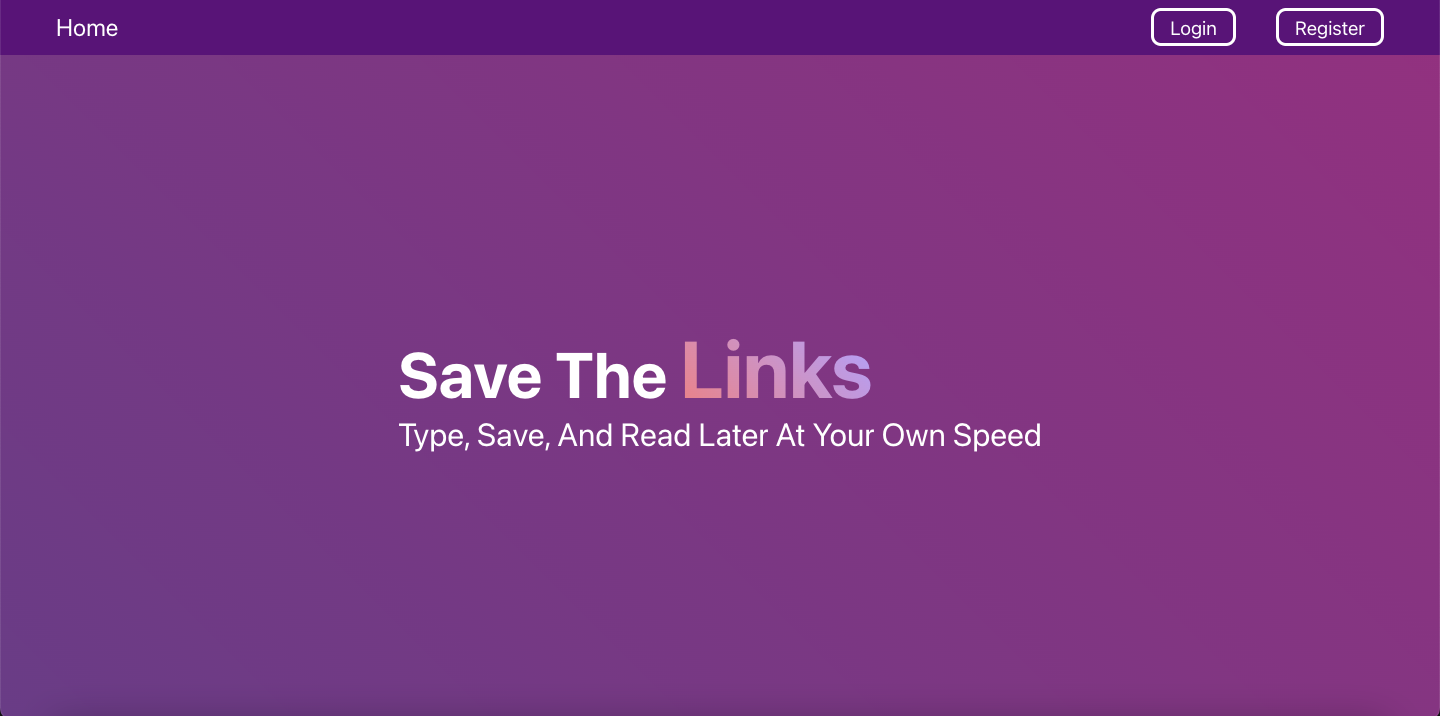 Home
Login
Register
Save The Links
Type, Save, And Read Later At Your Own Speed